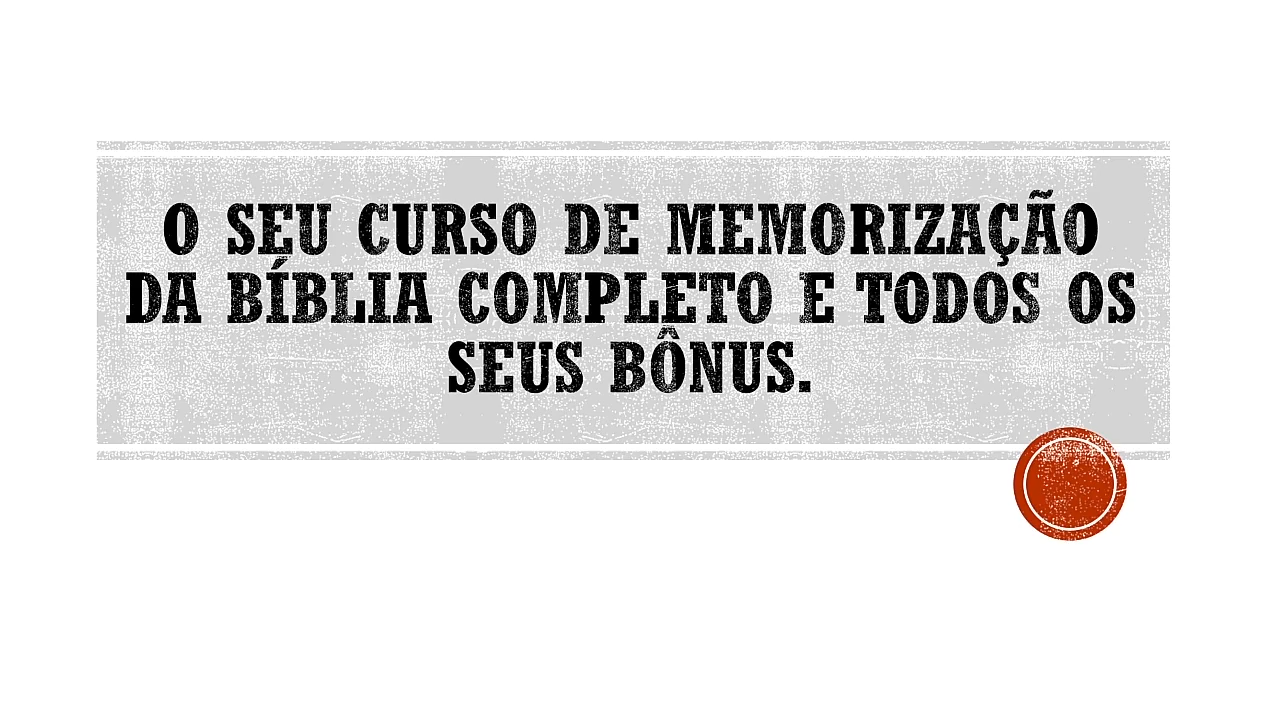 O SEU CURSO DE MEMORIZAÇÃO
DA BÍBLIA COMPLETO E TODOS OS
SEUS BÔNUS.